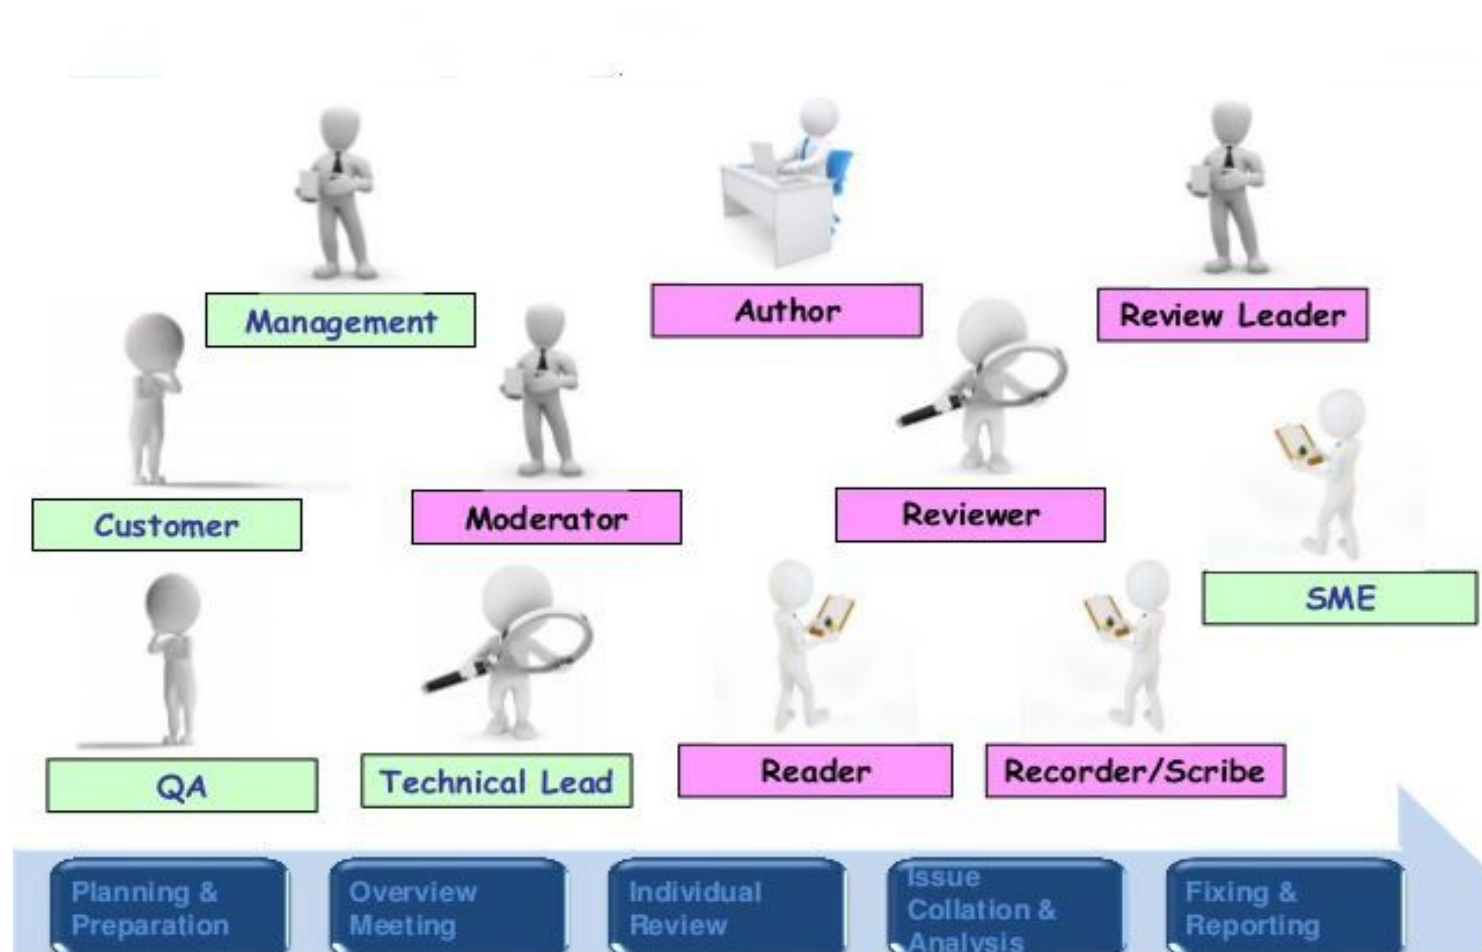 Management
Author
Review Leader
Customer
Moderator
Reviewer
SME
QA
Technical Lead
Reader
Recorder/Scribe
Planning &
Preparation
Overview
Meeting
Individual
Review
Issue
Collation &
Analysis
Fixing &
Reporting